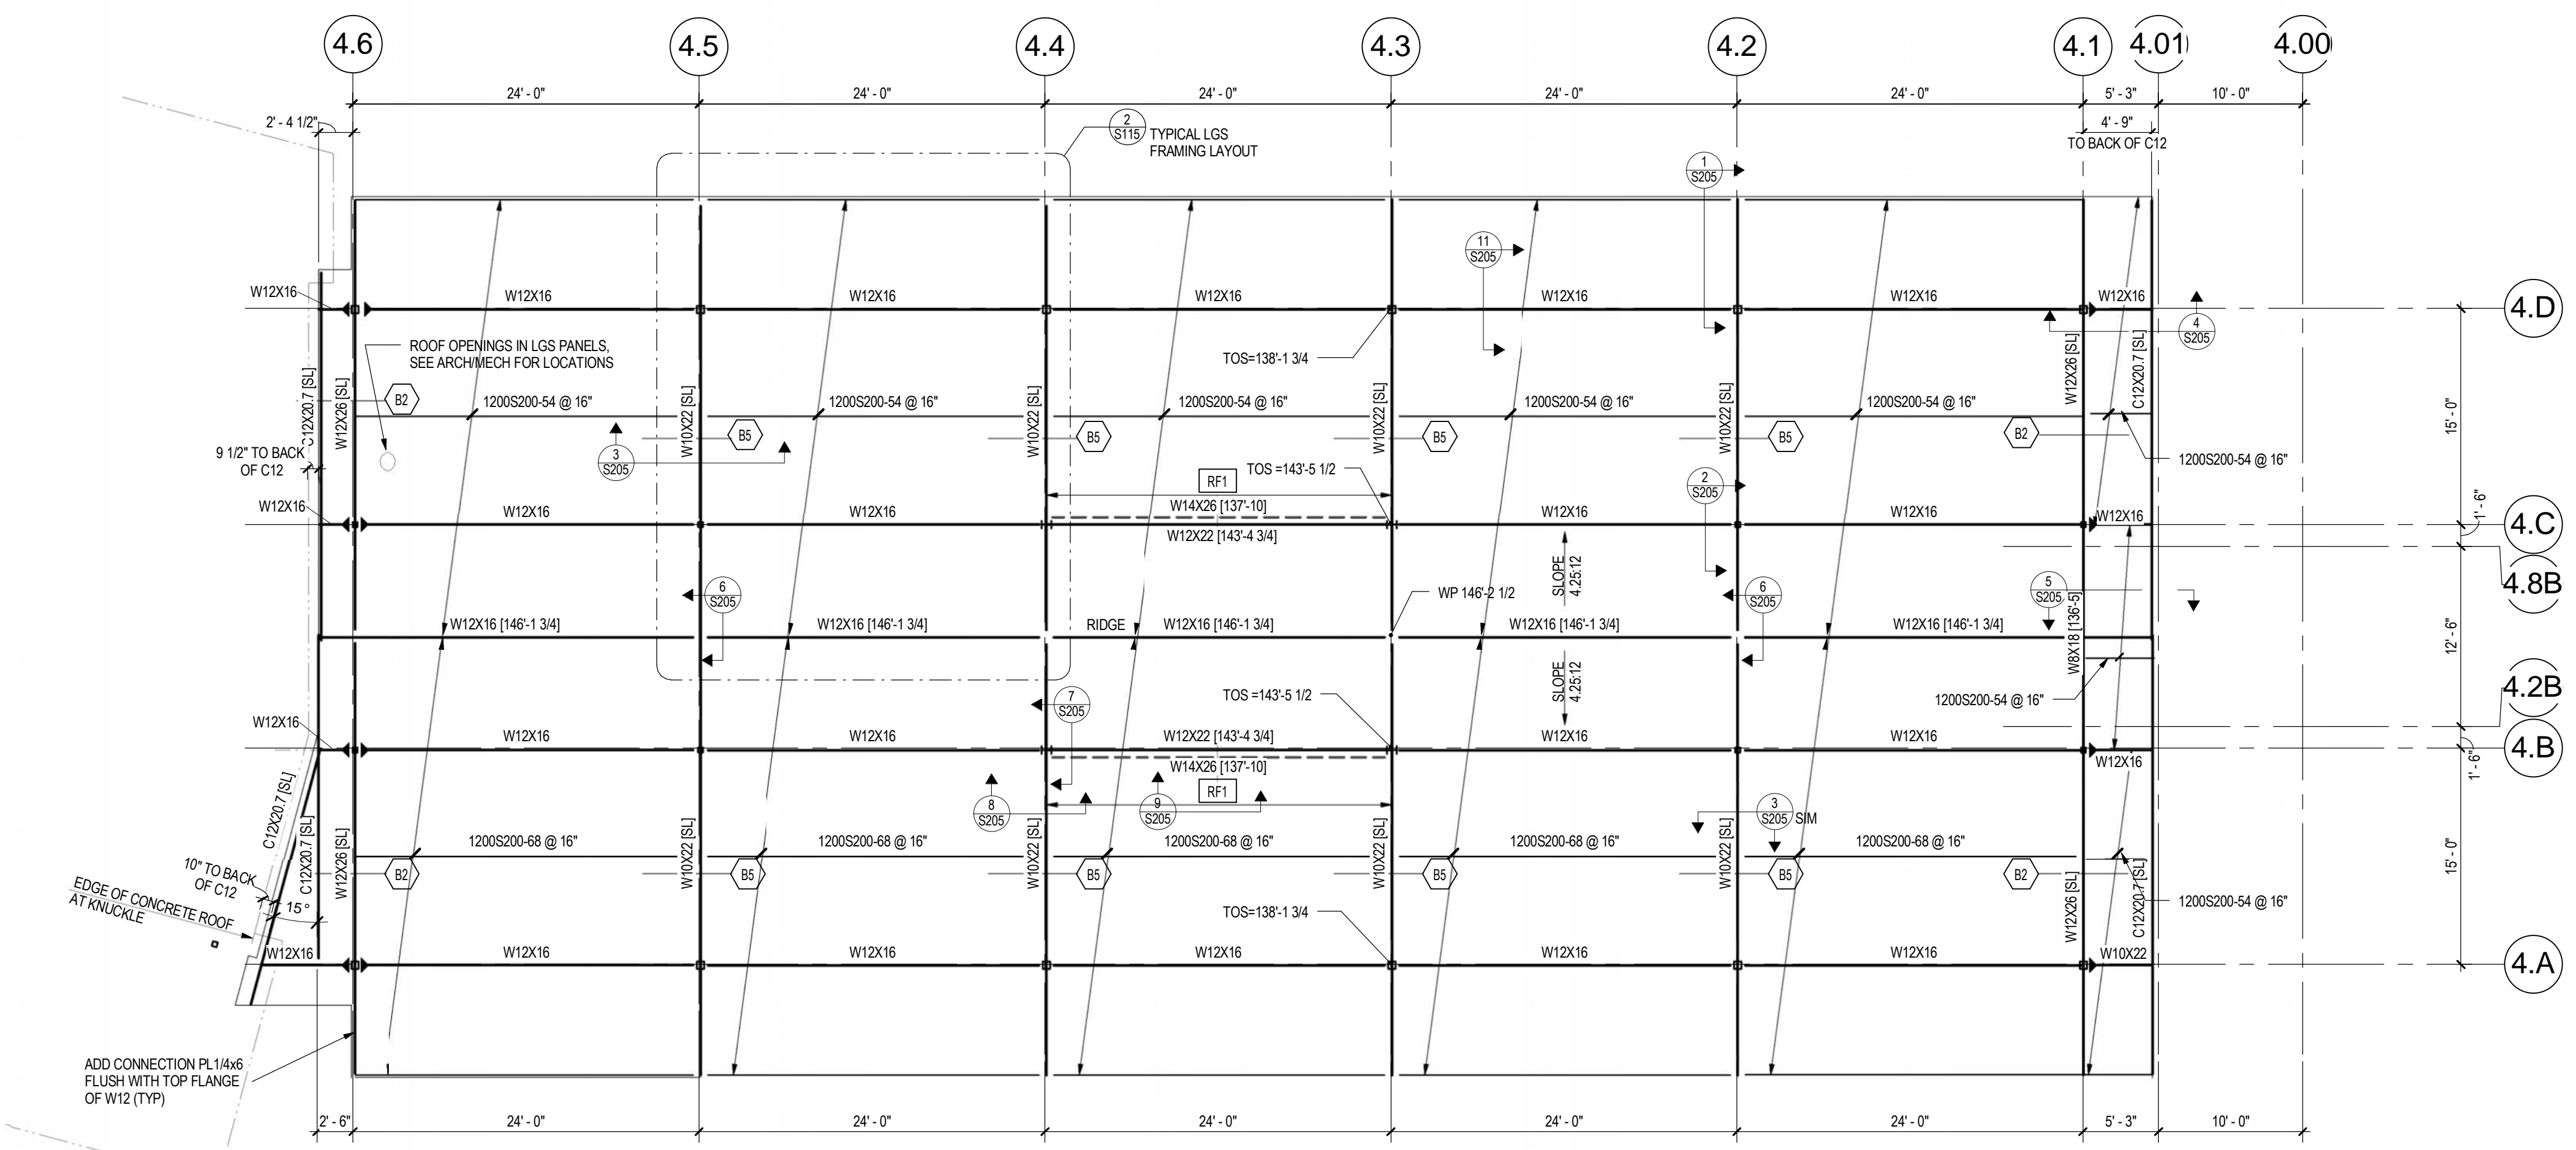 4.6
4.5
4.4
4.3
4.2
4.1
4.01
4.00
24' - 0"
24' - 0"
24' - 0"
24' - 0"
24' - 0"
5' - 3"
10' - 0"
2' - 4 1/2"
4' - 9"
TO BACK OF C12
2
S115
TYPICAL LGS
FRAMING LAYOUT
1
S205
11
S205
W12X16
W12X16
W12X16
W12X16
W12X16
W12X16
W12X16
4.D
4
S205
ROOF OPENINGS IN LGS PANELS,
SEE ARCH/MECH FOR LOCATIONS
TOS=138'-1 3/4
C12X20.7 [SL]
W12X26 [SL]
W10X22 [SL]
W10X22 [SL]
W10X22 [SL]
W10X22 [SL]
W12X26 [SL]
C12X20.7 [SL]
B2
1200S200-54 @ 16"
1200S200-54 @ 16"
1200S200-54 @ 16"
1200S200-54 @ 16"
1200S200-54 @ 16"
15' - 0"
B5
B5
B5
B5
B2
9 1/2" TO BACK
OF C12
3
S205
1200S200-54 @ 16"
TOS =143'-5 1/2
RF1
2
S205
1' - 6"
W12X16
W12X16
W12X16
W14X26 [137'-10]
W12X16
W12X16
W12X16
4.C
W12X22 [143'-4 3/4]
SLOPE
4.25:12
4.8B
6
S205
WP 146'-2 1/2
6
S205
5
S205
W8X18 [136'-5]
W12X16 [146'-1 3/4]
W12X16 [146'-1 3/4]
RIDGE
W12X16 [146'-1 3/4]
W12X16 [146'-1 3/4]
W12X16 [146'-1 3/4]
12' - 6"
SLOPE
4.25:12
4.2B
TOS =143'-5 1/2
7
S205
1200S200-54 @ 16"
W12X16
W12X16
W12X16
W12X22 [143'-4 3/4]
W12X16
W12X16
4.B
W14X26 [137'-10]
W12X16
1' - 6"
RF1
8
S205
9
S205
3
S205
SIM
C12X20.7 [SL]
C12X20.7 [SL]
W12X26 [SL]
W10X22 [SL]
W10X22 [SL]
W10X22 [SL]
W10X22 [SL]
W12X26 [SL]
C12X20.7 [SL]
1200S200-68 @ 16"
1200S200-68 @ 16"
1200S200-68 @ 16"
1200S200-68 @ 16"
1200S200-68 @ 16"
15' - 0"
10" TO BACK
OF C12
B2
B5
B5
B5
B5
B2
15°
EDGE OF CONCRETE ROOF
AT KNUCKLE
TOS=138'-1 3/4
1200S200-54 @ 16"
W12X16
W12X16
W12X16
W12X16
W12X16
W12X16
W10X22
4.A
ADD CONNECTION PL1/4x6
FLUSH WITH TOP FLANGE
OF W12 (TYP)
2' - 6"
24' - 0"
24' - 0"
24' - 0"
24' - 0"
24' - 0"
5' - 3"
10' - 0"